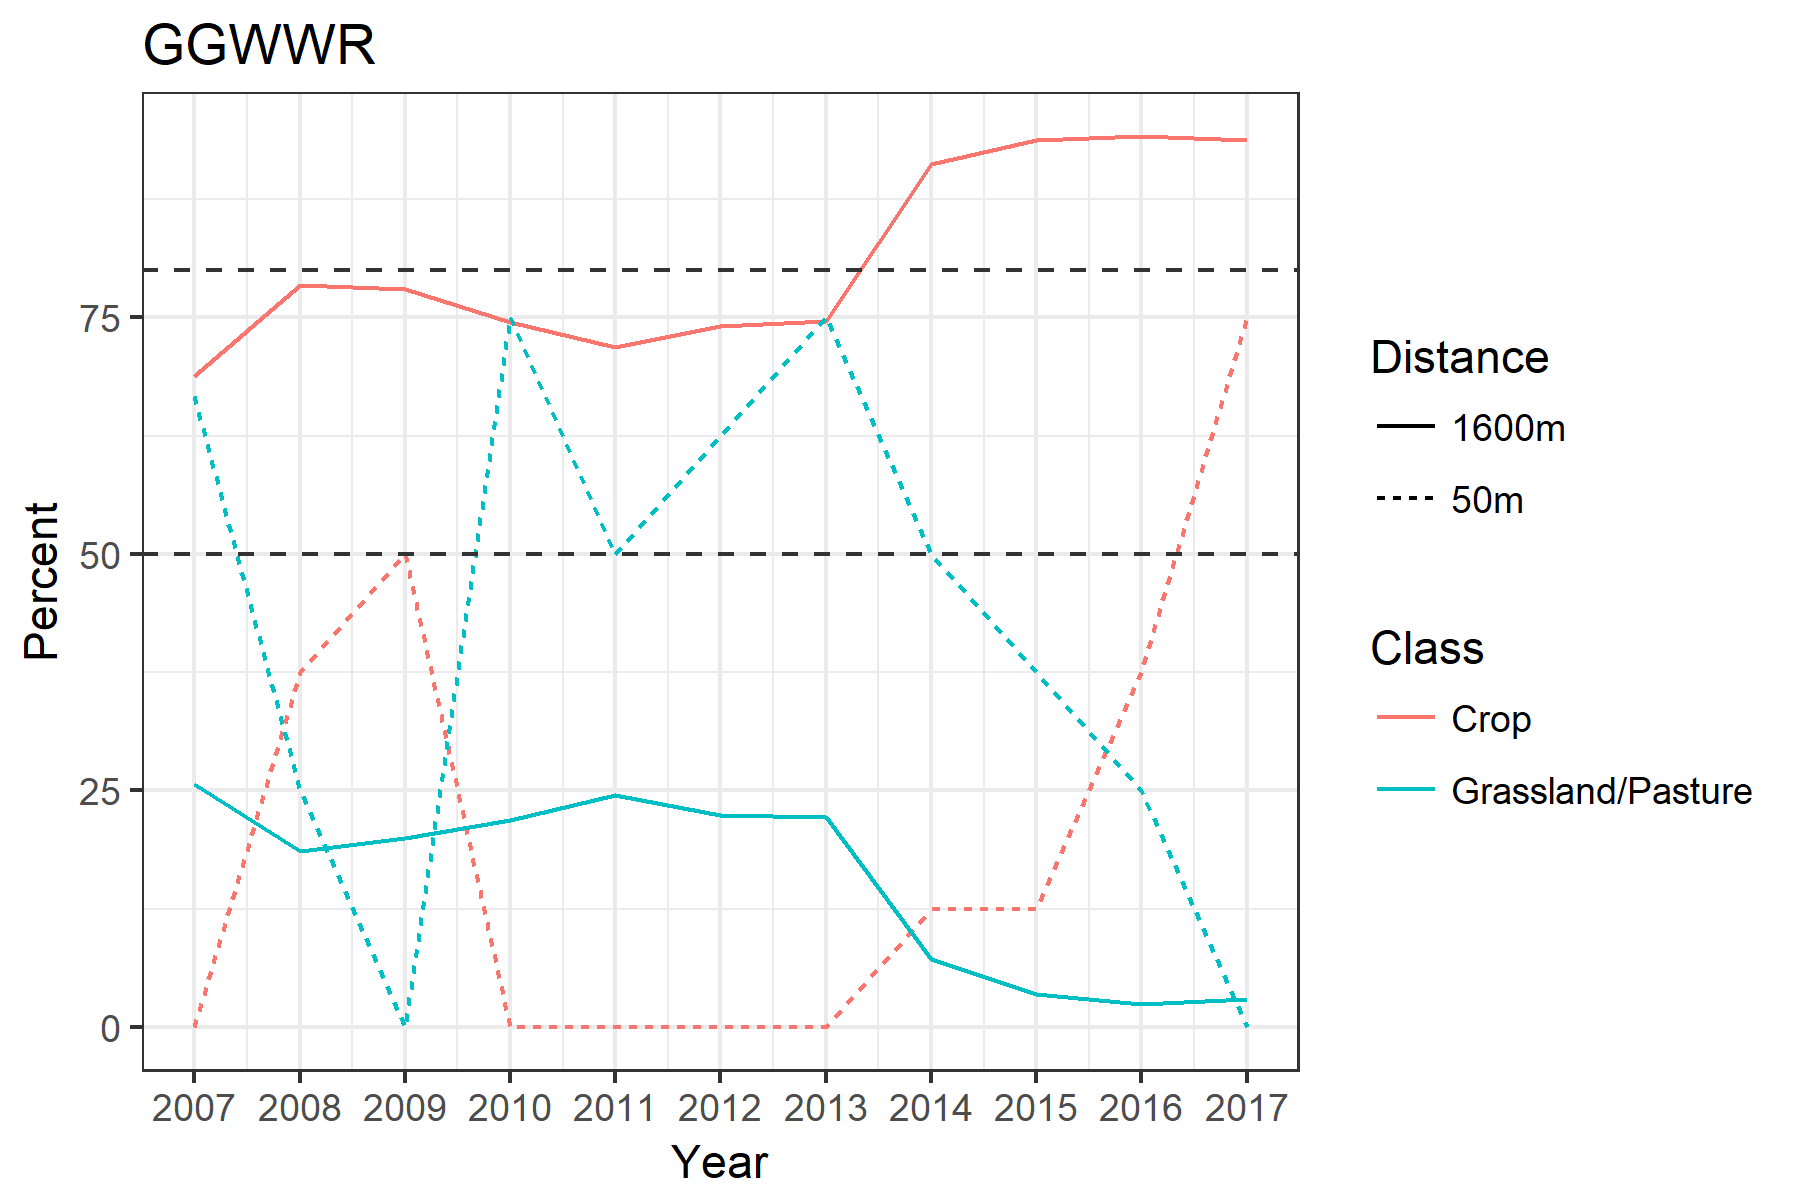 GGWWR
Percent
75
50
25
0
2007 2008 2009 2010 2011 2012 2013 2014 2015 2016 2017
Year
Distance
1600m
50m
Class
Crop
Grassland/Pasture